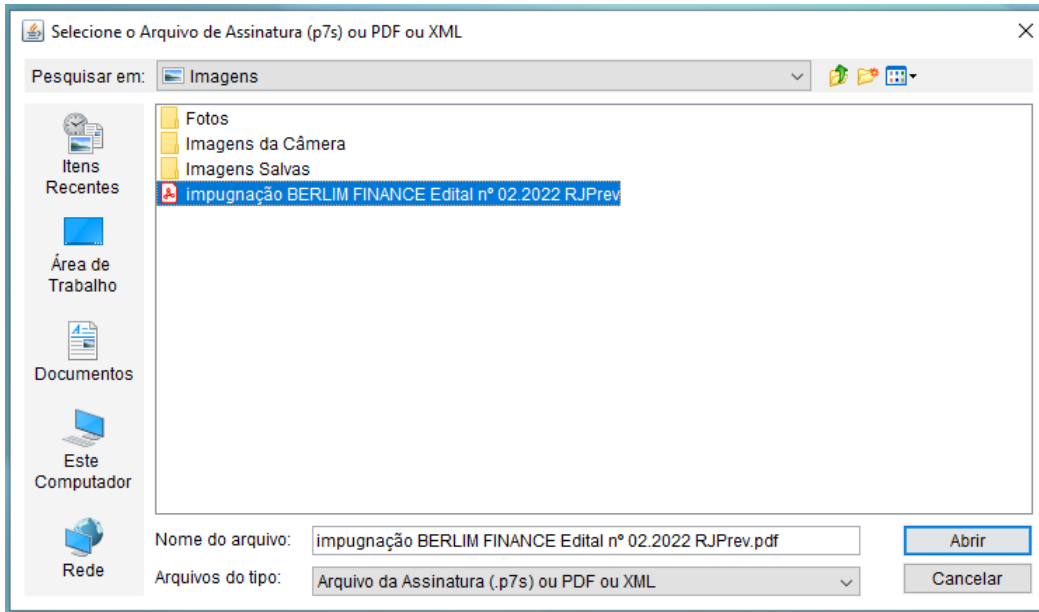 Selecione o Arquivo de Assinatura (p7s) ou PDF ou XML
Pesquisar em: Imagens
Itens
Recentes
Área de
Trabalho
Documentos
Este
Computador
Rede
Fotos
Imagens da Câmera
Imagens Salvas
impugnação BERLIM FINANCE Edital nº 02.2022 RJPrev
Nome do arquivo: impugnação BERLIM FINANCE Edital nº 02.2022 RJPrev.pdf
Abrir
Arquivos do tipo: Arquivo da Assinatura (.p7s) ou PDF ou XML
Cancelar